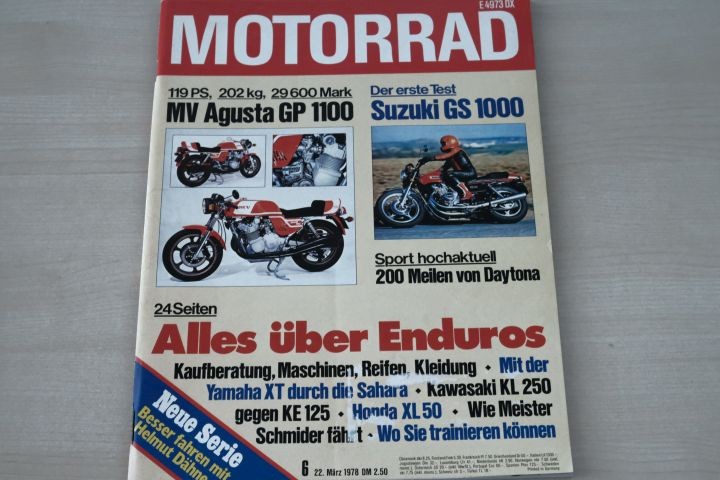 E 4973 DX
MOTORRAD
119 PS, 202 kg, 29 600 Mark
MV Agusta GP 1100
Der erste Test
Suzuki GS 1000
Sport hochaktuell
200 Meilen von Daytona
24 Seiten
Alles über Enduros
Kaufberatung, Maschinen, Reifen, Kleidung • Mit der
Yamaha XT durch die Sahara • Kawasaki KL 250
gegen KE 125 • Honda XL 50 • Wie Meister
Schmider fährt • Wo Sie trainieren können
Neue Serie
Besser fahren mit
Helmut Dähne
6 22. März 1978 DM 2.50
Printed in Germany